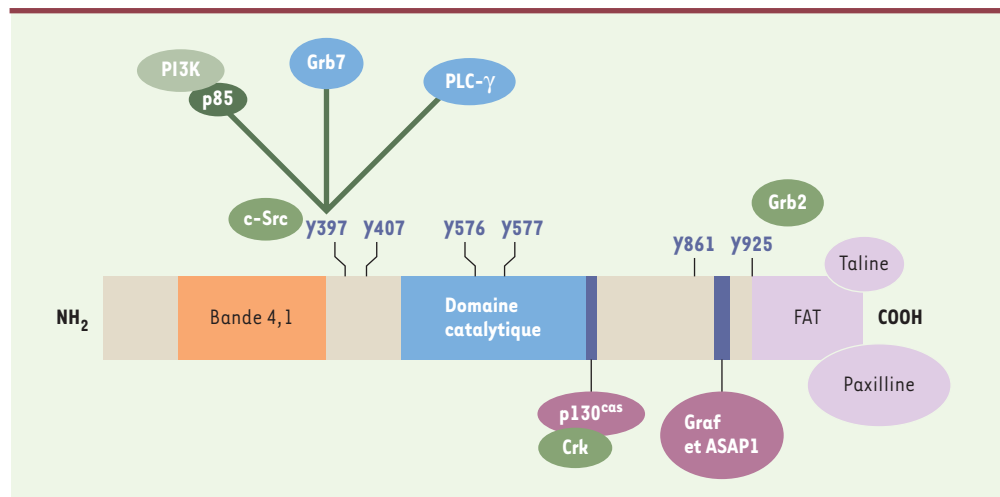 PI3K
p85
Grb7
PLC-γ
c-Src
Grb2
Y397
Y407
Y576
Y577
Y861
Y925
Taline
NH2
Bande 4,1
Domaine
catalytique
FAT
COOH
Paxilline
p130cas
Crk
Graf
et ASAP1